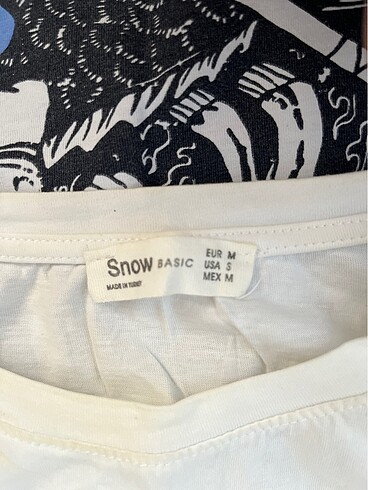 Snow BASIC
MADE IN TURKEY
EUR M
USA S
MEX M